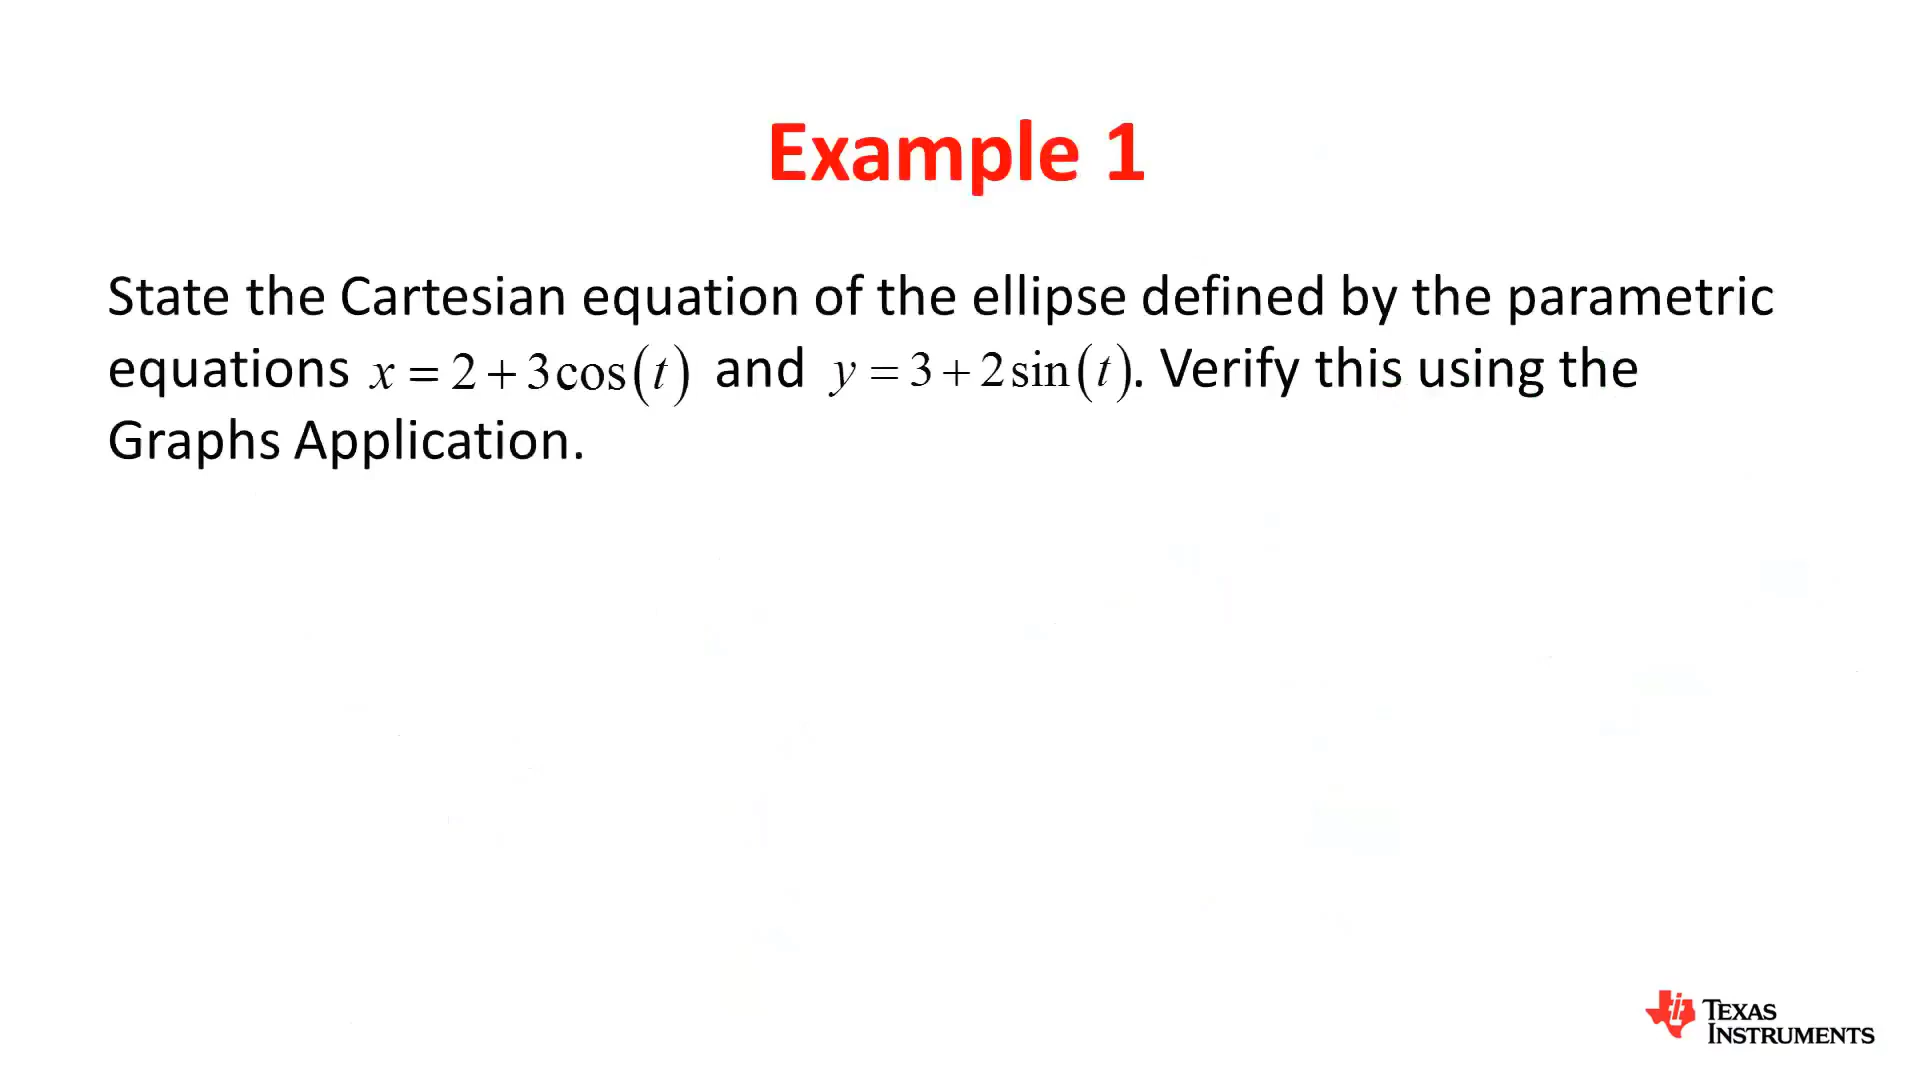 Example 1
State the Cartesian equation of the ellipse defined by the parametric
equations x = 2 + 3cos(t) and y = 3 + 2sin(t). Verify this using the
Graphs Application.
TEXAS
INSTRUMENTS